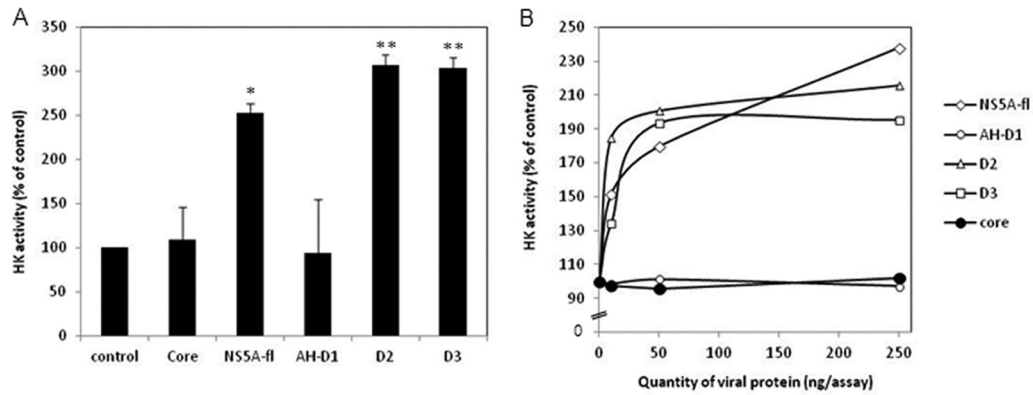 A
HK activity (% of control)
350
300
250
200
150
100
50
0
*
**
**
control Core NS5A-fl AH-D1 D2 D3
B
HK activity (% of control)
250
230
210
190
170
150
130
110
90
0
0 50 100 150 200 250
Quantity of viral protein (ng/assay)
NS5A-fl
AH-D1
D2
D3
core